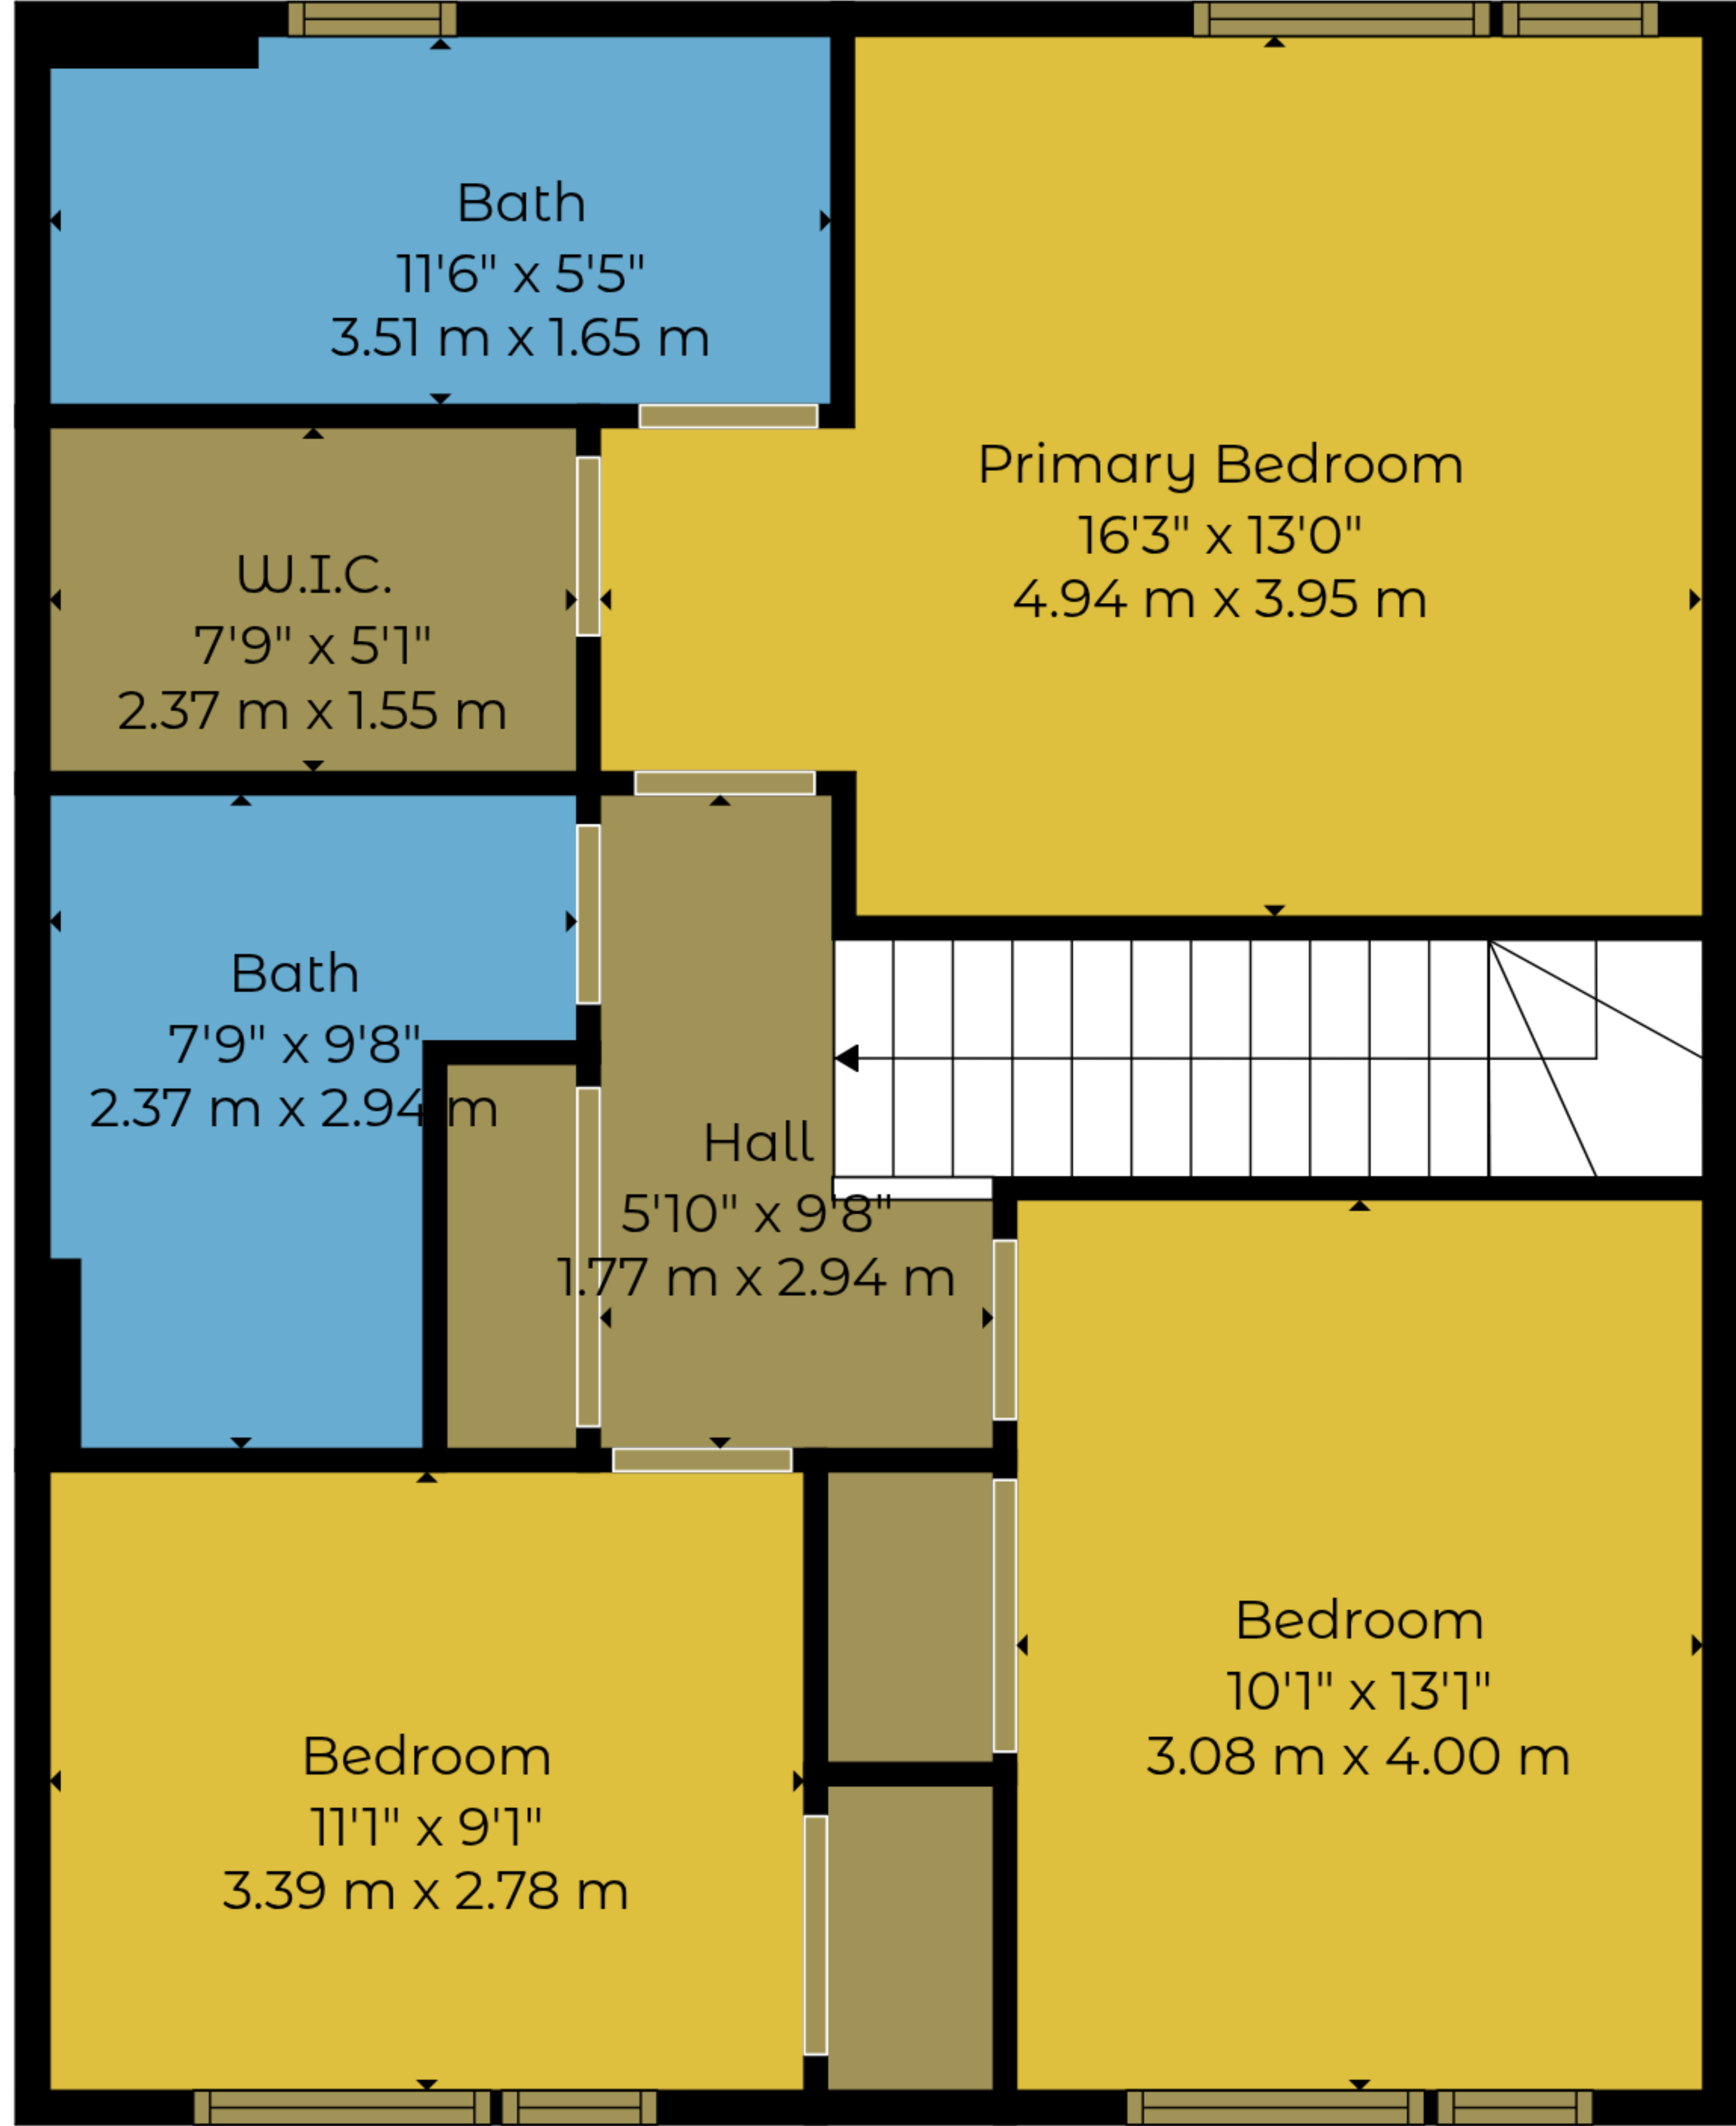 Bath
11'6" x 5'5"
3.51 m x 1.65 m
Primary Bedroom
16'3" x 13'0"
4.94 m x 3.95 m
W.I.C.
7'9" x 5'1"
2.37 m x 1.55 m
Bath
7'9" x 9'8"
2.37 m x 2.94 m
Hall
5'10" x 9'8"
1.77 m x 2.94 m
Bedroom
10'1" x 13'1"
3.08 m x 4.00 m
Bedroom
11'1" x 9'1"
3.39 m x 2.78 m